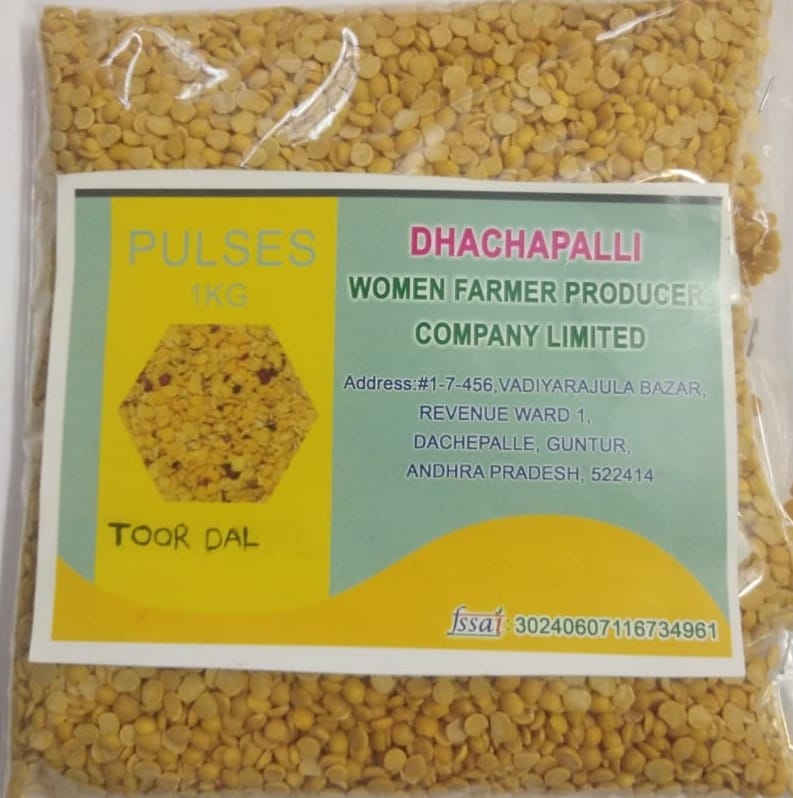 PULSES
1KG
TOOR DAL
DHACHAPALLI
WOMEN FARMER PRODUCER
COMPANY LIMITED
Address:#1-7-456,VADIYARAJULA BAZAR,
REVENUE WARD 1,
DACHEPALLE, GUNTUR,
ANDHRA PRADESH, 522414
fssai: 30240607116734961